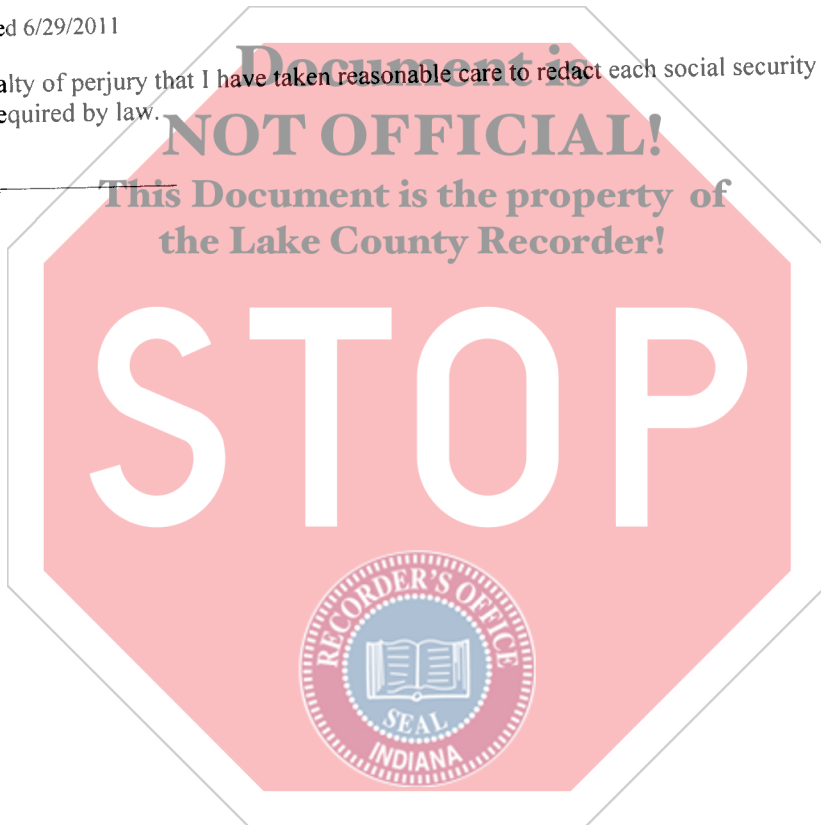 ed 6/29/2011
Document is
alty of perjury that I have taken reasonable care to redact each social security
equired by law.
NOT OFFICIAL!
This Document is the property of
the Lake County Recorder!
STOP
RECORDER'S OFFICE
SEAL
INDIANA